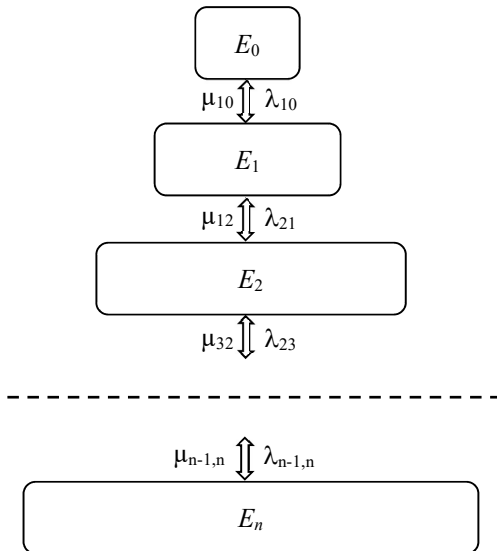 E₀
μ₁₀ λ₁₀
E₁
μ₁₂ λ₂₁
E₂
μ₃₂ λ₂₃
μₙ₋₁,ₙ λₙ₋₁,ₙ
Eₙ